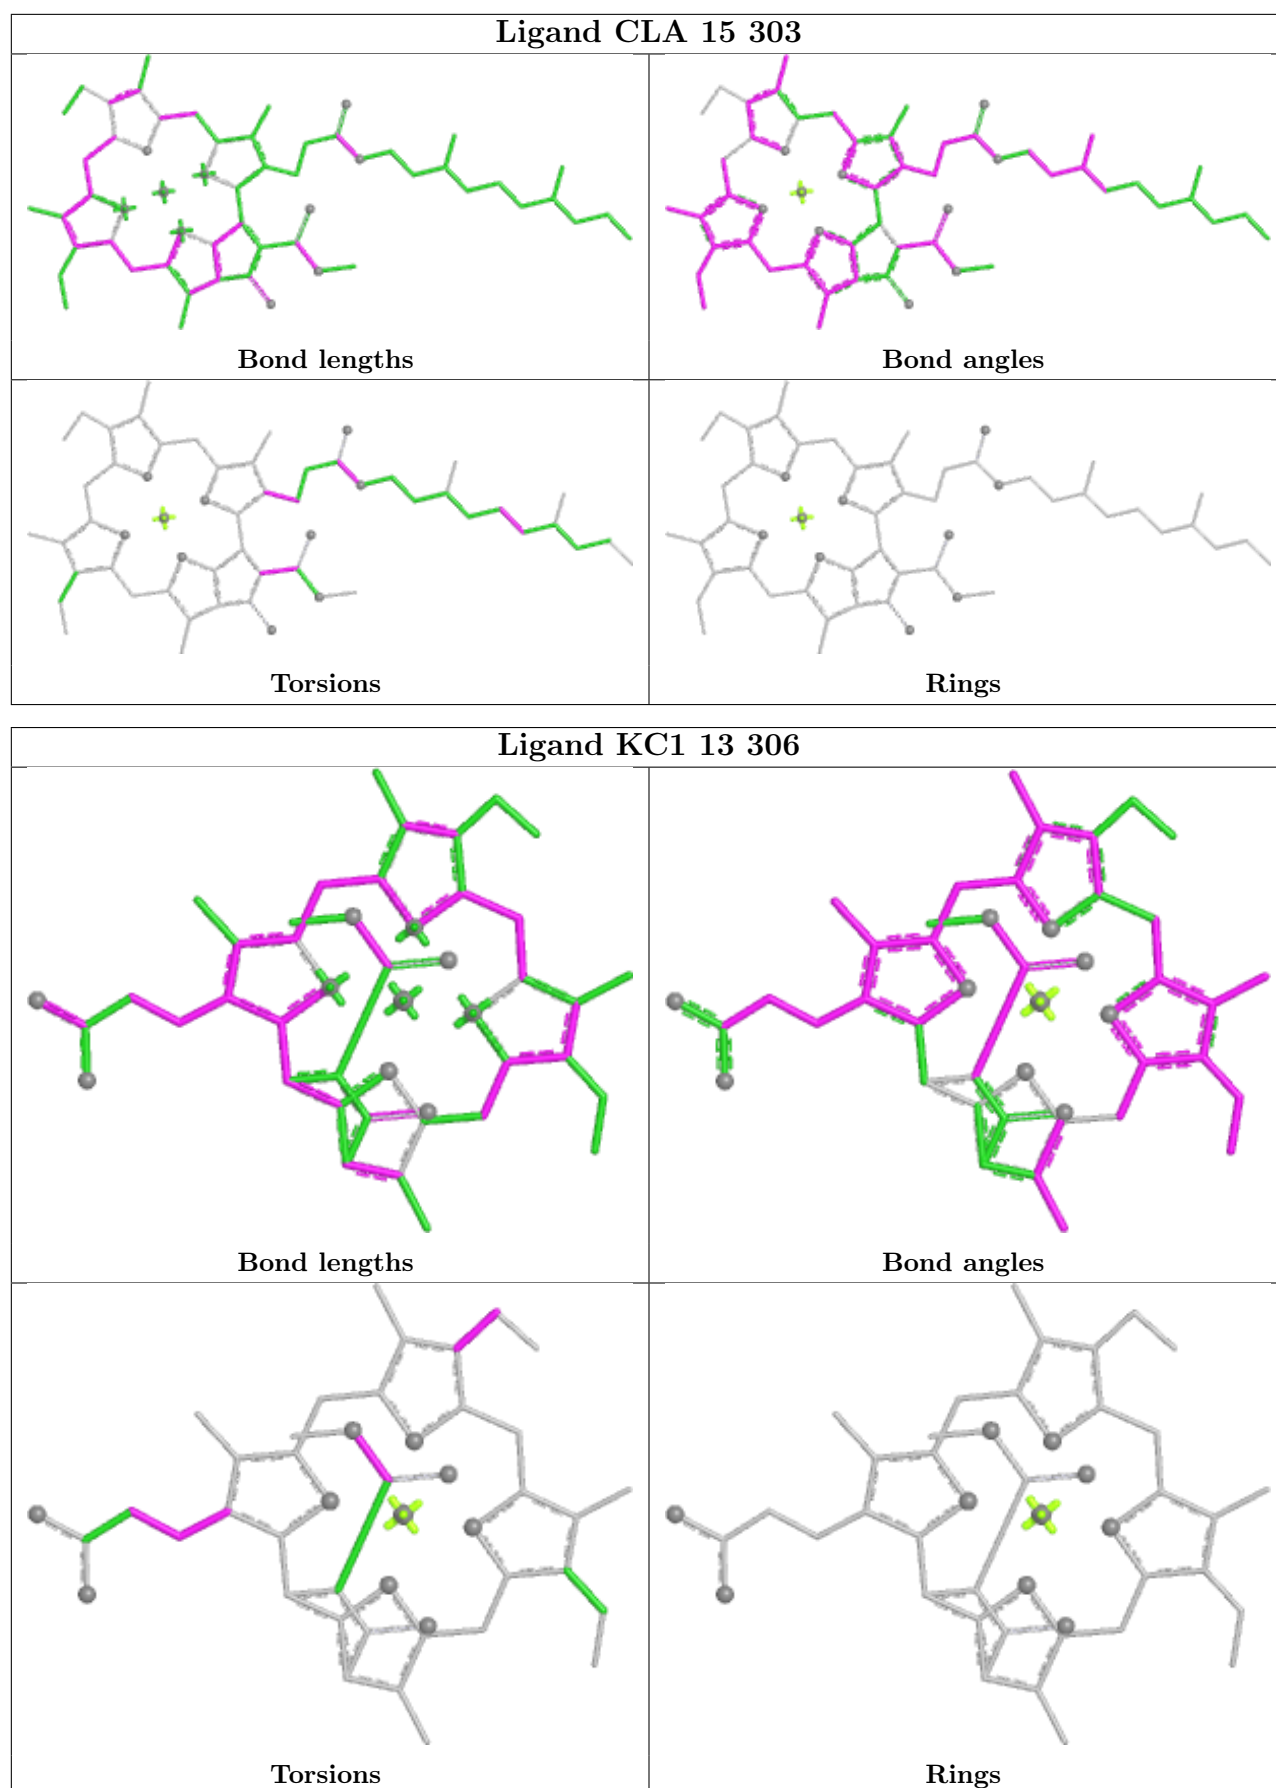 Ligand CLA 15 303
Bond lengths
Bond angles
Torsions
Rings
Ligand KC1 13 306
Bond lengths
Bond angles
Torsions
Rings